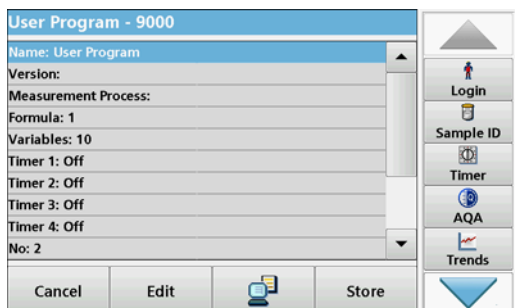 User Program - 9000
Name: User Program
Version:
Measurement Process:
Formula: 1
Variables: 10
Timer 1: Off
Timer 2: Off
Timer 3: Off
Timer 4: Off
No: 2
Cancel
Edit
Store
Login
Sample ID
Timer
AQA
Trends